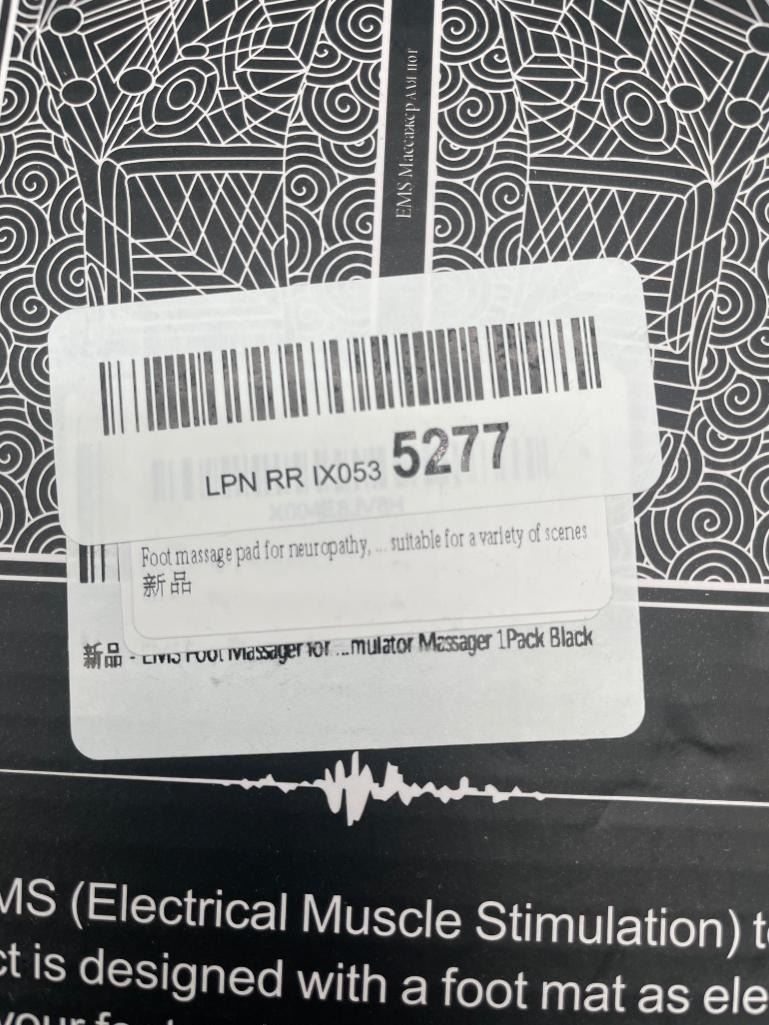 EMS Массажер для ног
LPN RR IX053 5277
Foot massage pad for neuropathy, ... suitable for a variety of scenes
新品
新品 - EMS Foot Massager for ...mulator Massager 1Pack Black
MS (Electrical Muscle Stimulation) t
ct is designed with a foot mat as ele